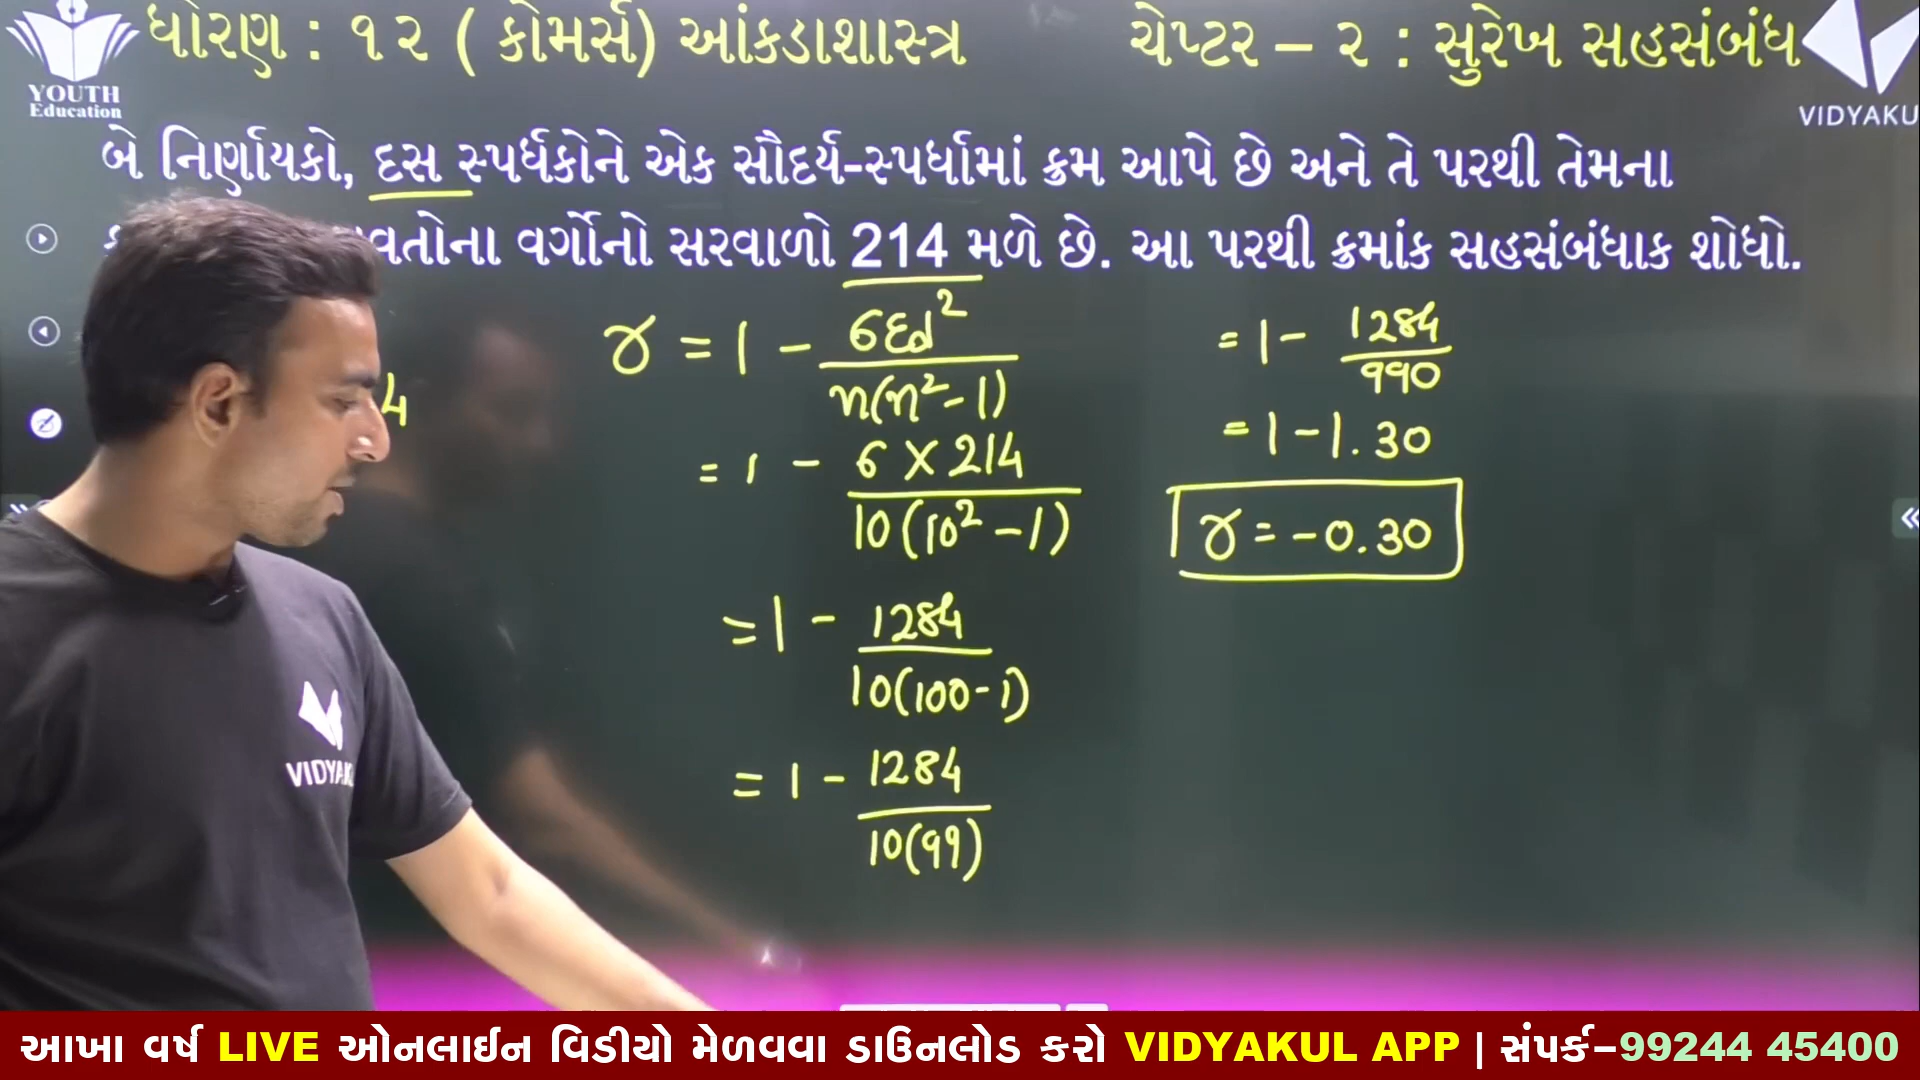 ધોરણ : ૧૨ ( કોમર્સ) આંકડાશાસ્ત્ર ચેપ્ટર – ૨ : સુરેખ સહસંબંધ
YOUTH
Education
VIDYAKU
બે નિર્ણાયકો, દસ સ્પર્ધકોને એક સૌદર્ય-સ્પર્ધામાં ક્રમ આપે છે અને તે પરથી તેમના
વર્ગોનો સરવાળો 214 મળે છે. આ પરથી ક્રમાંક સહસંબંધાક શોધો.
r = 1 - 6Σd² / n(n²-1)
4
= 1 - 6 × 214 / 10(10² - 1)
= 1 - 1284 / 10(100-1)
= 1 - 1284 / 10(99)
= 1 - 1284 / 990
= 1 - 1.30
r = -0.30
VIDYAK
આખા વર્ષ LIVE ઓનલાઈન વિડીયો મેળવવા ડાઉનલોડ કરો VIDYAKUL APP | સંપર્ક–99244 45400